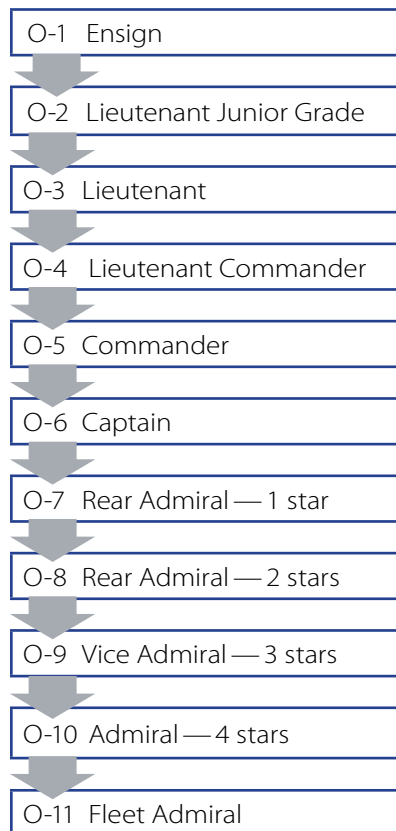 O-1 Ensign
O-2 Lieutenant Junior Grade
O-3 Lieutenant
O-4 Lieutenant Commander
O-5 Commander
O-6 Captain
O-7 Rear Admiral — 1 star
O-8 Rear Admiral — 2 stars
O-9 Vice Admiral — 3 stars
O-10 Admiral — 4 stars
O-11 Fleet Admiral